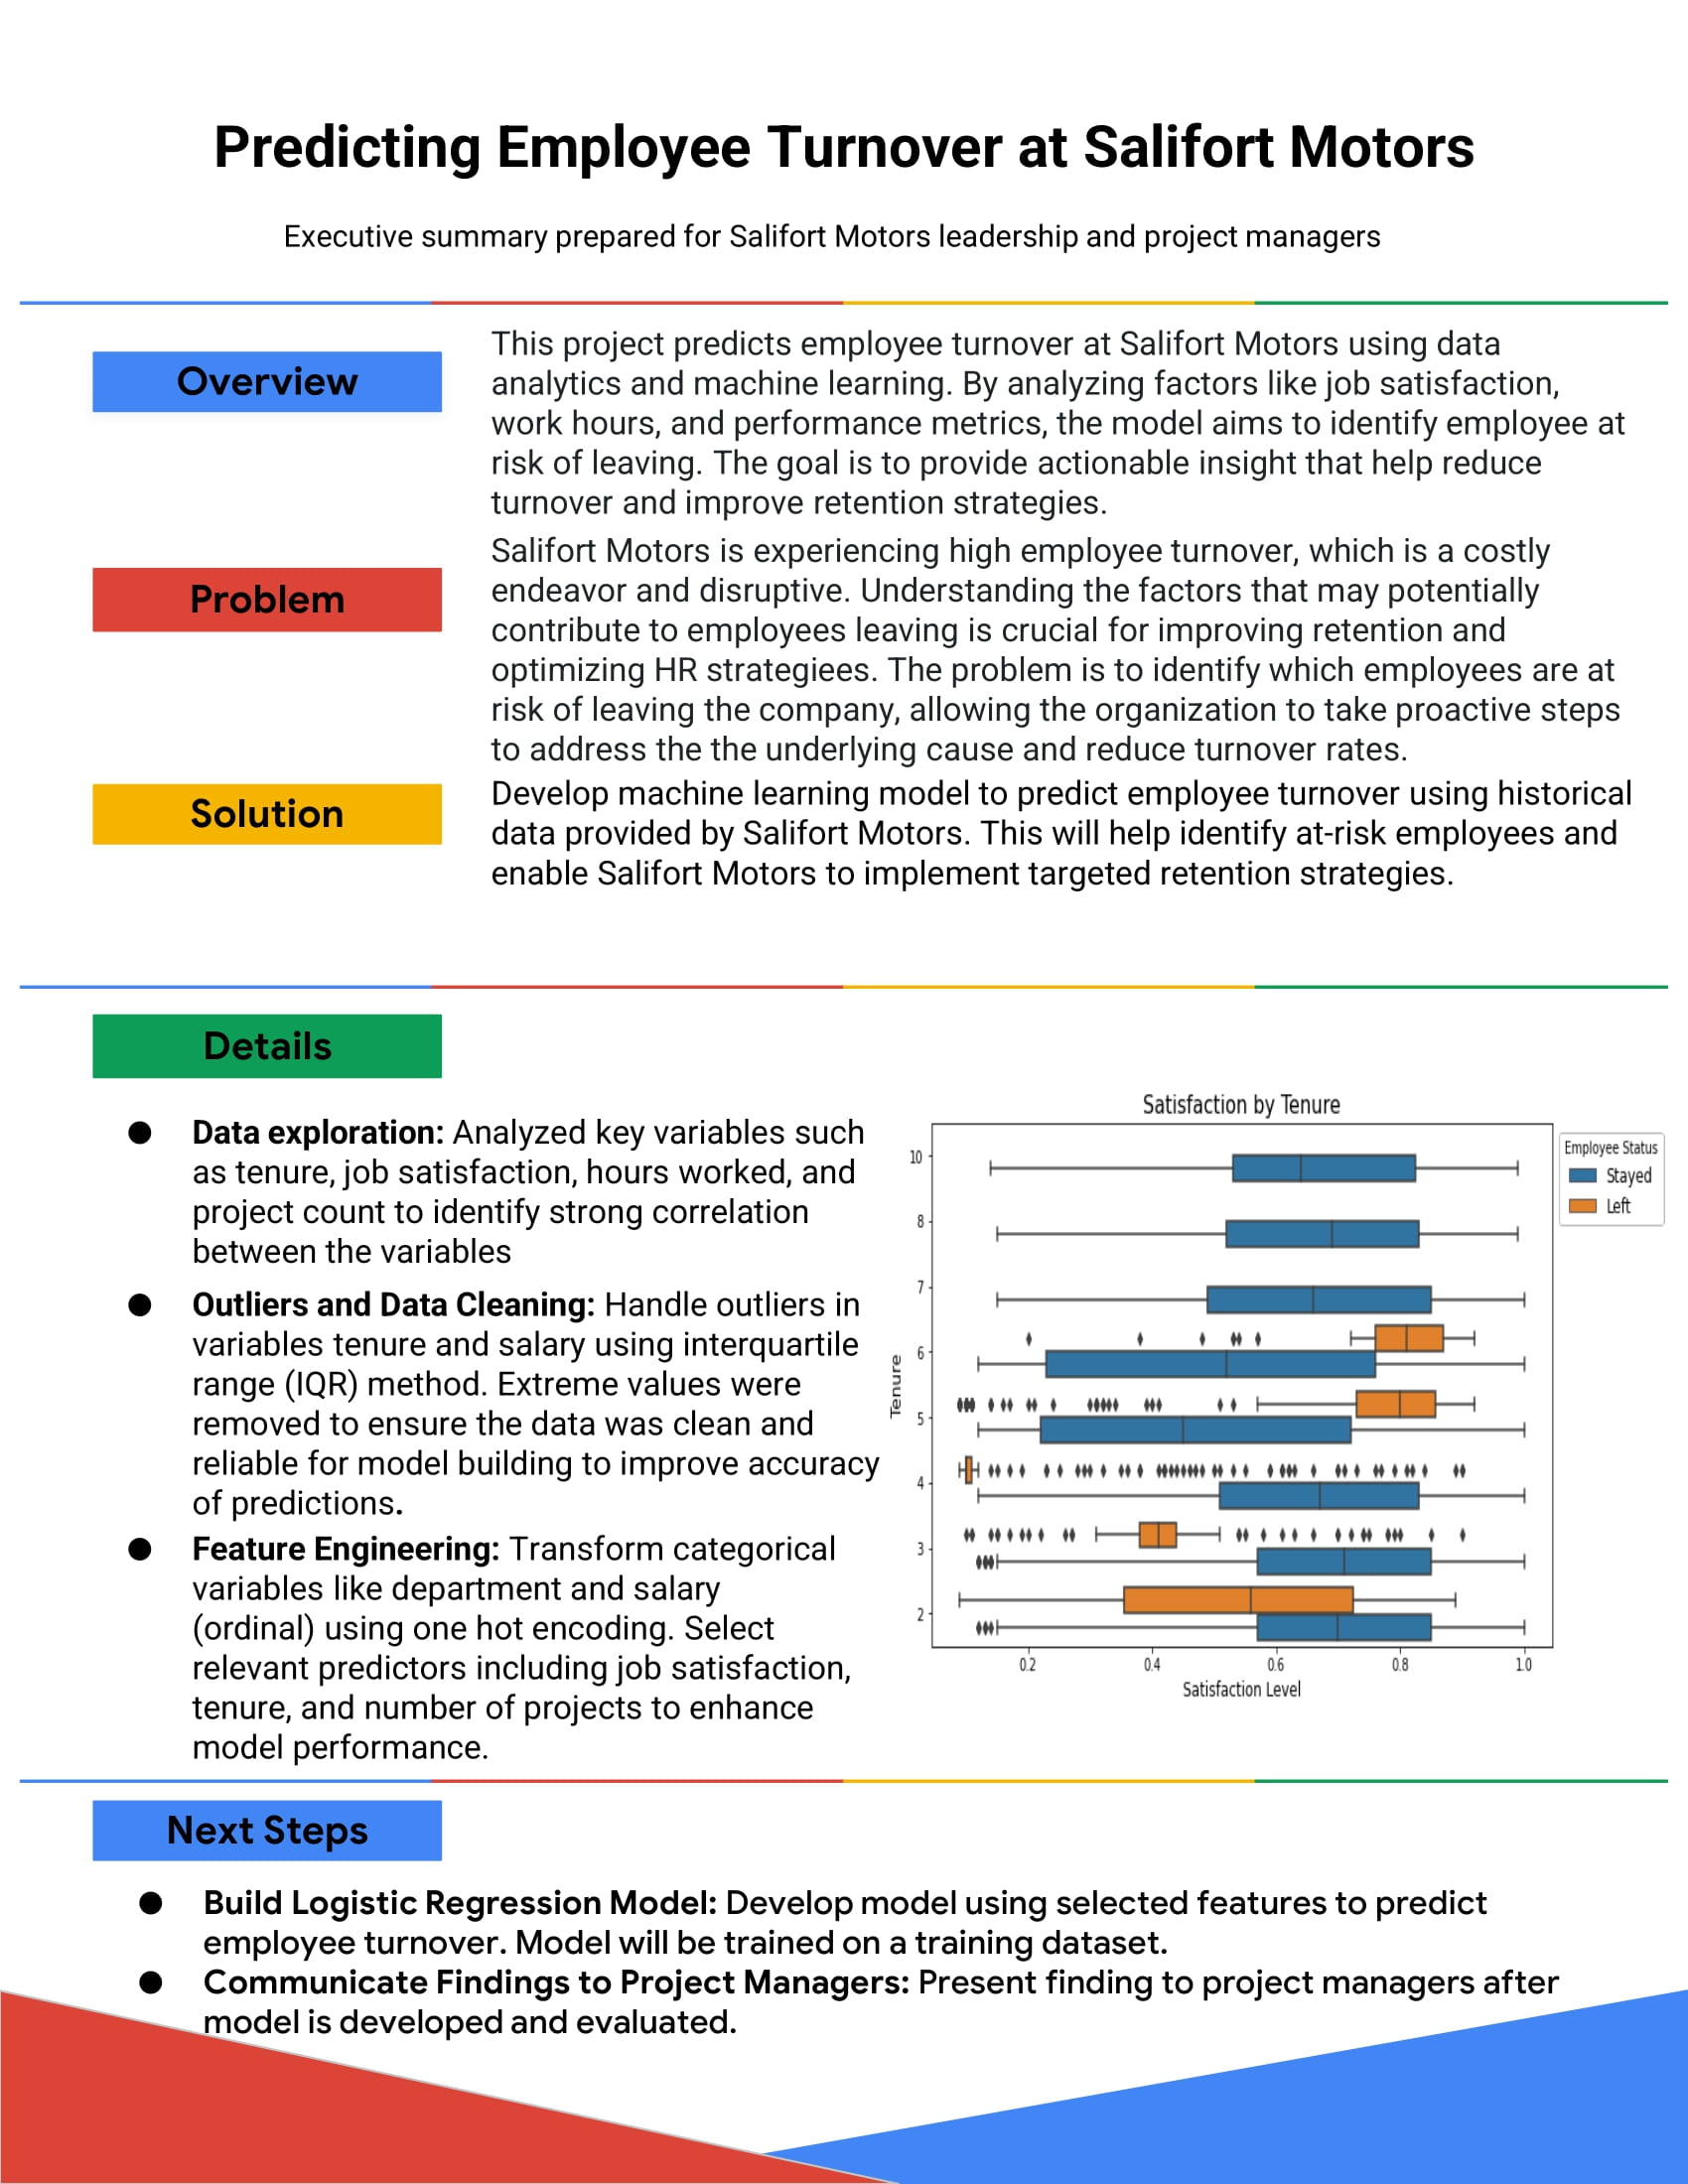 Predicting Employee Turnover at Salifort Motors
Executive summary prepared for Salifort Motors leadership and project managers
Overview
This project predicts employee turnover at Salifort Motors using data
analytics and machine learning. By analyzing factors like job satisfaction,
work hours, and performance metrics, the model aims to identify employee at
risk of leaving. The goal is to provide actionable insight that help reduce
turnover and improve retention strategies.
Problem
Salifort Motors is experiencing high employee turnover, which is a costly
endeavor and disruptive. Understanding the factors that may potentially
contribute to employees leaving is crucial for improving retention and
optimizing HR strategiees. The problem is to identify which employees are at
risk of leaving the company, allowing the organization to take proactive steps
to address the the underlying cause and reduce turnover rates.
Solution
Develop machine learning model to predict employee turnover using historical
data provided by Salifort Motors. This will help identify at-risk employees and
enable Salifort Motors to implement targeted retention strategies.
Details
● Data exploration: Analyzed key variables such
as tenure, job satisfaction, hours worked, and
project count to identify strong correlation
between the variables
● Outliers and Data Cleaning: Handle outliers in
variables tenure and salary using interquartile
range (IQR) method. Extreme values were
removed to ensure the data was clean and
reliable for model building to improve accuracy
of predictions.
● Feature Engineering: Transform categorical
variables like department and salary
(ordinal) using one hot encoding. Select
relevant predictors including job satisfaction,
tenure, and number of projects to enhance
model performance.
Satisfaction by Tenure
Employee Status
Stayed
Left
Tenure
10
8
7
6
5
4
3
2
0.2 0.4 0.6 0.8 1.0
Satisfaction Level
Next Steps
● Build Logistic Regression Model: Develop model using selected features to predict
employee turnover. Model will be trained on a training dataset.
● Communicate Findings to Project Managers: Present finding to project managers after
model is developed and evaluated.